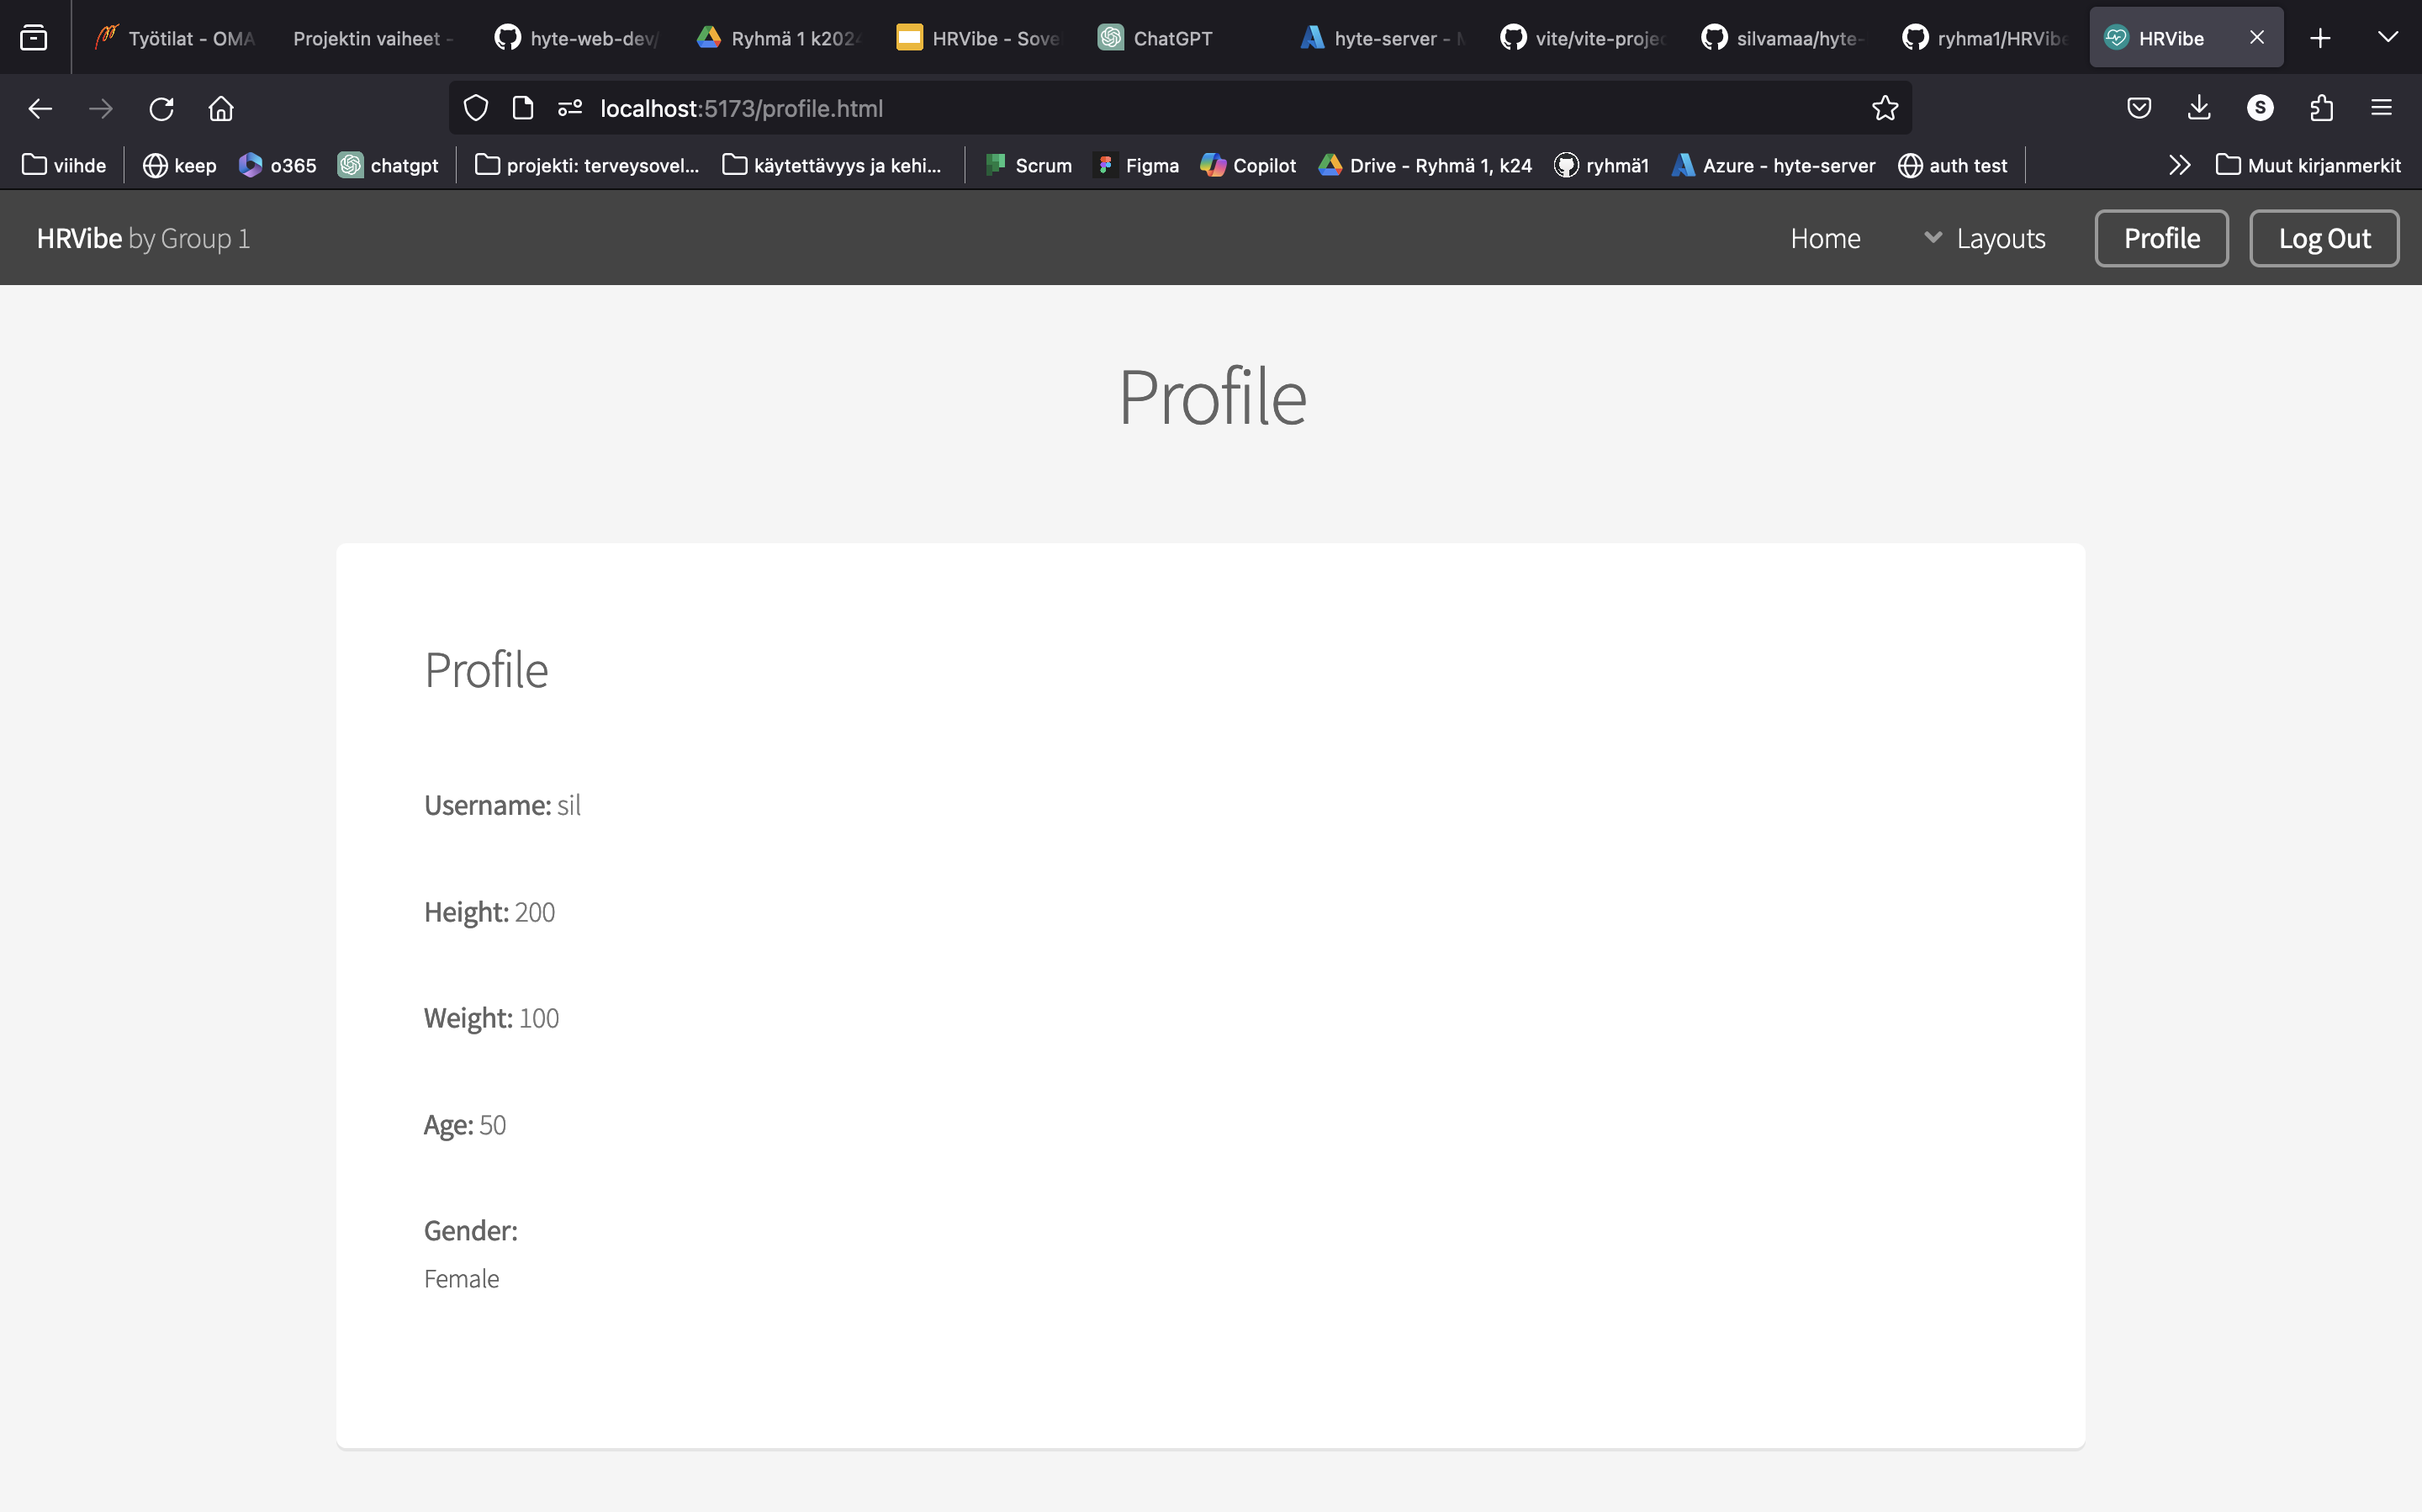 Työtilat - OMA
Projektin vaiheet -
hyte-web-dev/
Ryhmä 1 k2024
HRVibe - Sove
ChatGPT
hyte-server - M
vite/vite-projec
silvamaa/hyte-
ryhma1/HRVibe
HRVibe
localhost:5173/profile.html
S
viihde
keep
o365
chatgpt
projekti: terveysovel...
käytettävyys ja kehi...
Scrum
Figma
Copilot
Drive - Ryhmä 1, k24
ryhmä1
Azure - hyte-server
auth test
Muut kirjanmerkit
HRVibe by Group 1
Home
Layouts
Profile
Log Out
Profile
Profile
Username: sil
Height: 200
Weight: 100
Age: 50
Gender:
Female